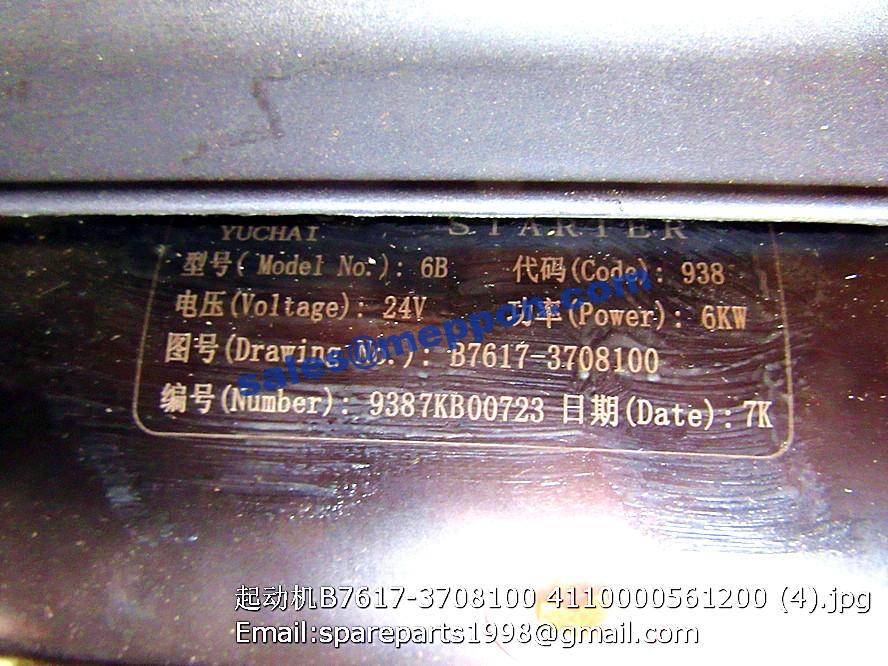 YUCHAI STARTER
型号(Model No.): 6B 代码(Code): 938
电压(Voltage): 24V 功率(Power): 6KW
图号(Drawing No.): B7617-3708100
编号(Number): 9387KB00723 日期(Date): 7K
sales@meppon.com
起动机B7617-3708100 4110000561200 (4).jpg
Email:spareparts1998@gmail.com